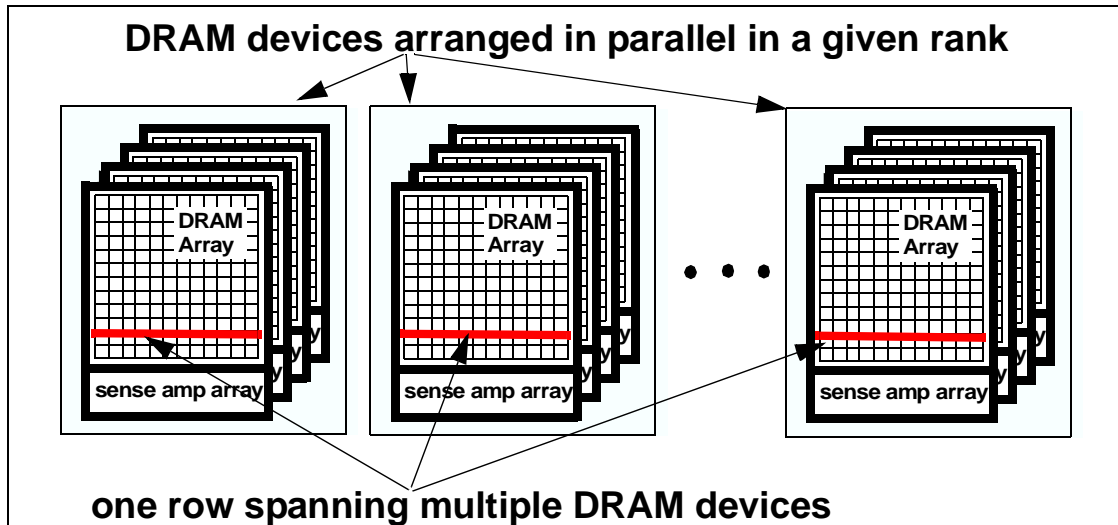 DRAM devices arranged in parallel in a given rank
DRAM
Array
DRAM
Array
DRAM
Array
sense amp array
sense amp array
sense amp array
y
y
y
y
y
y
y
y
y
one row spanning multiple DRAM devices